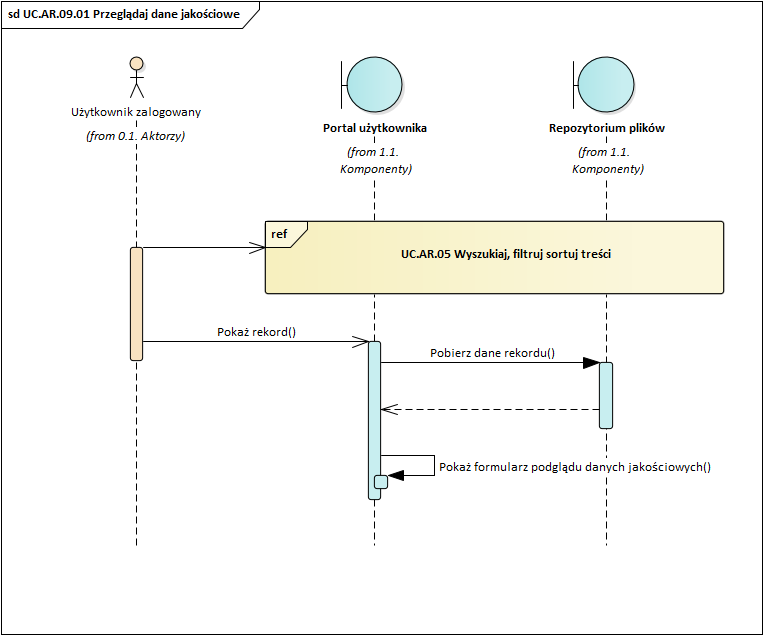 sd UC.AR.09.01 Przeglądaj dane jakościowe
Użytkownik zalogowany
(from 0.1. Aktorzy)
Portal użytkownika
(from 1.1.
Komponenty)
Repozytorium plików
(from 1.1.
Komponenty)
ref
UC.AR.05 Wyszukiaj, filtruj sortuj treści
Pokaż rekord()
Pobierz dane rekordu()
Pokaż formularz podglądu danych jakościowych()